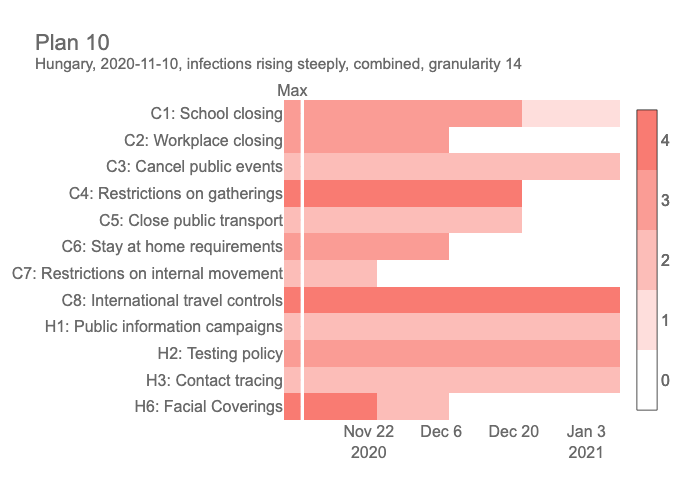 Plan 10
Hungary, 2020-11-10, infections rising steeply, combined, granularity 14
Max
C1: School closing
C2: Workplace closing
C3: Cancel public events
C4: Restrictions on gatherings
C5: Close public transport
C6: Stay at home requirements
C7: Restrictions on internal movement
C8: International travel controls
H1: Public information campaigns
H2: Testing policy
H3: Contact tracing
H6: Facial Coverings
4
3
2
1
0
Nov 22 Dec 6 Dec 20 Jan 3
2020 2021